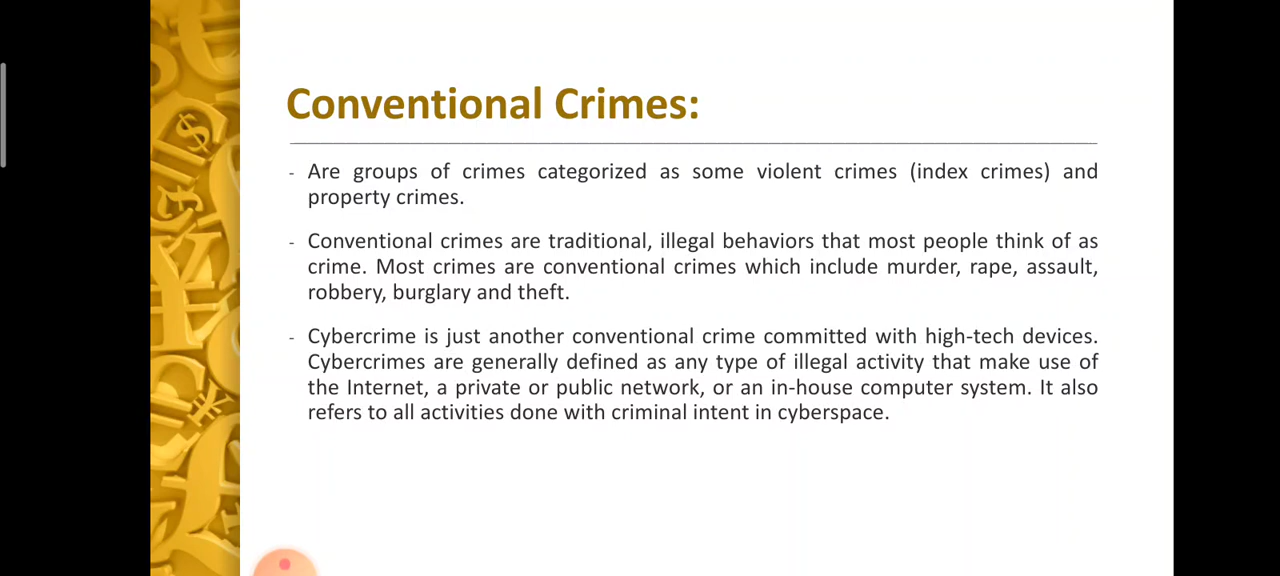 Conventional Crimes:
- Are groups of crimes categorized as some violent crimes (index crimes) and
property crimes.
- Conventional crimes are traditional, illegal behaviors that most people think of as
crime. Most crimes are conventional crimes which include murder, rape, assault,
robbery, burglary and theft.
- Cybercrime is just another conventional crime committed with high-tech devices.
Cybercrimes are generally defined as any type of illegal activity that make use of
the Internet, a private or public network, or an in-house computer system. It also
refers to all activities done with criminal intent in cyberspace.